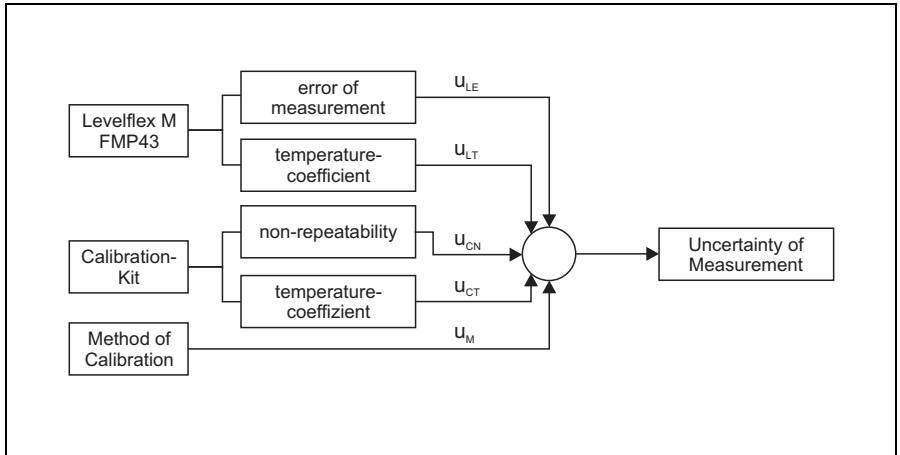 Levelflex M
FMP43
error of
measurement
u_LE
temperature-
coefficient
u_LT
Calibration-
Kit
non-repeatability
u_CN
temperature-
coeffizient
u_CT
Method of
Calibration
u_M
Uncertainty of
Measurement